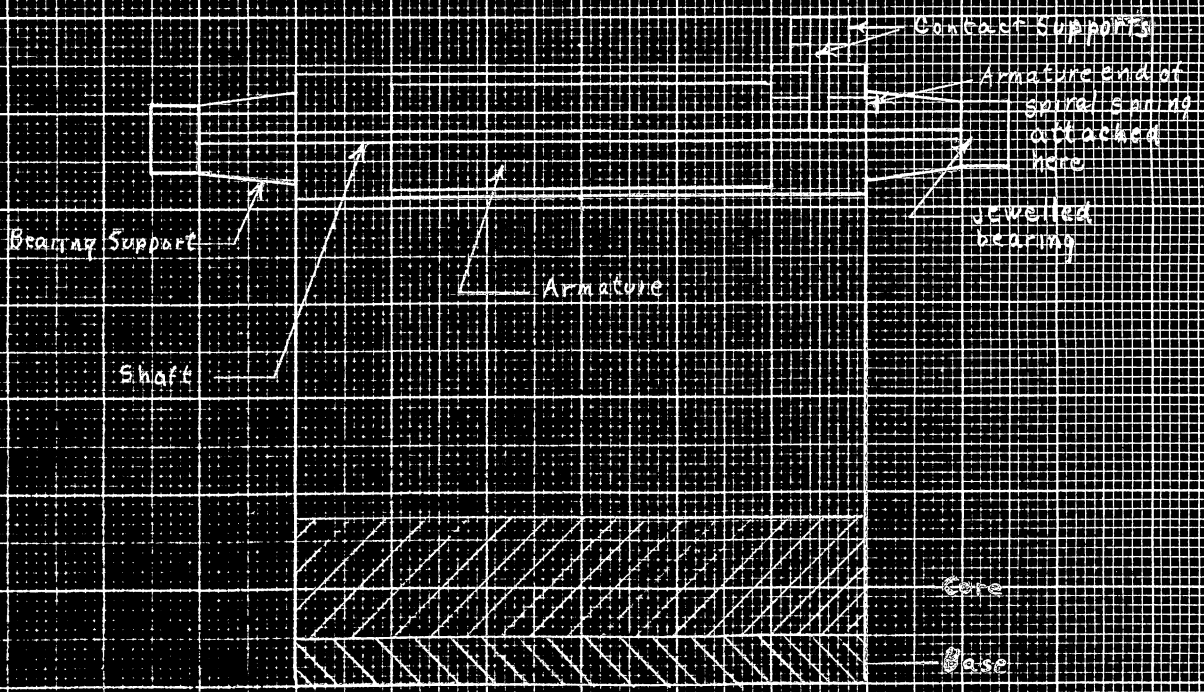 Contact Supports
Armature end of
spiral spring
attached
here
jewelled
bearing
Bearing Support
Armature
Shaft
Core
Base